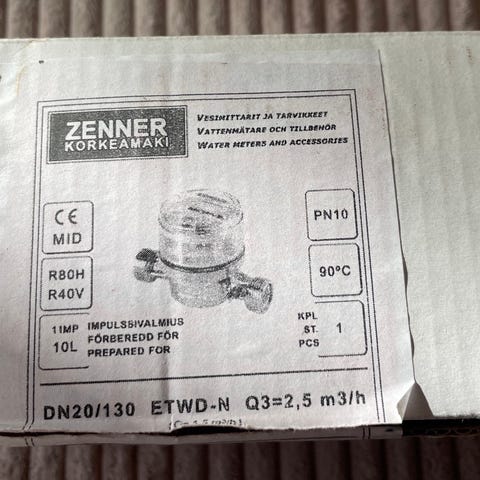 ZENNER
KORKEAMAKI
VESIMITTARIT JA TARVIKKEET
VATTENMÄTARE OCH TILLBEHÖR
WATER METERS AND ACCESSORIES
CE
MID
PN10
R80H
R40V
90°C
1IMP
10L
IMPULSSIVALMIUS
FÖRBEREDD FÖR
PREPARED FOR
KPL
ST.
PCS
1
DN20/130 ETWD-N Q3=2,5 m3/h